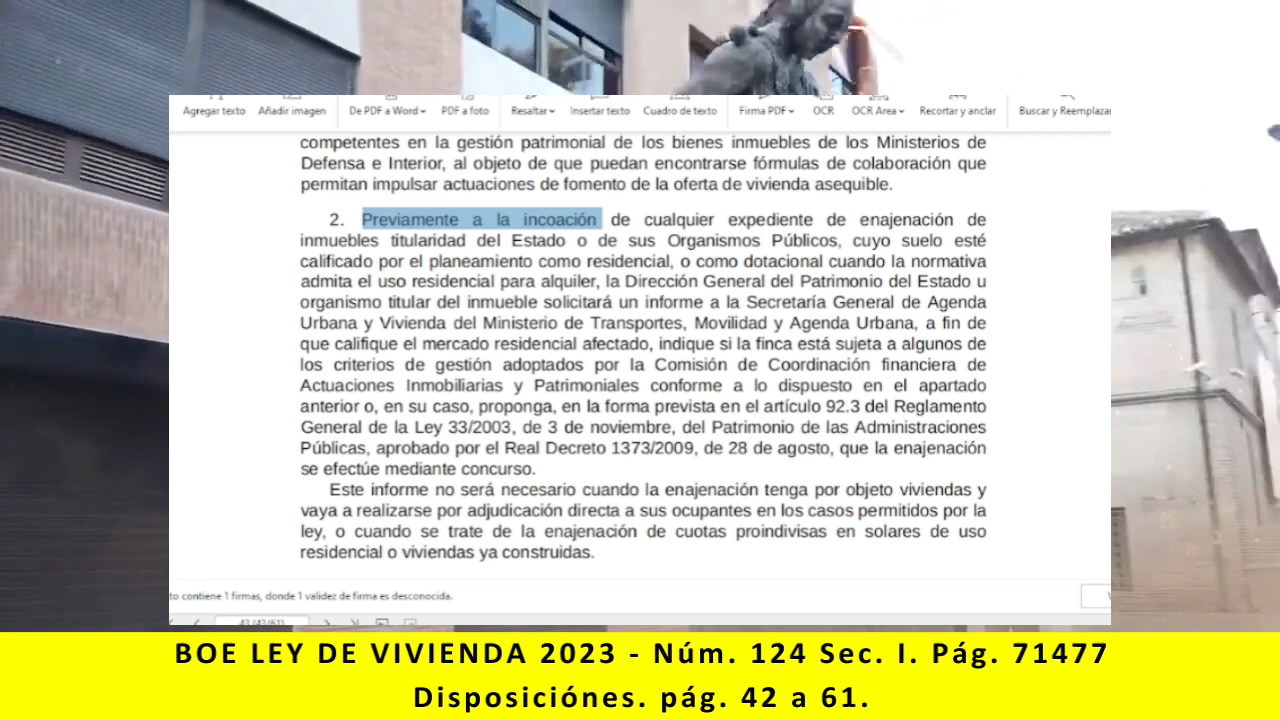 Agregar texto Añadir imagen De PDF a Word PDF a foto Resaltar Insertar texto Cuadro de texto Firma PDF OCR OCR Area Recortar y anclar Buscar y Reemplazar
competentes en la gestión patrimonial de los bienes inmuebles de los Ministerios de
Defensa e Interior, al objeto de que puedan encontrarse fórmulas de colaboración que
permitan impulsar actuaciones de fomento de la oferta de vivienda asequible.
2. Previamente a la incoación de cualquier expediente de enajenación de
inmuebles titularidad del Estado o de sus Organismos Públicos, cuyo suelo esté
calificado por el planeamiento como residencial, o como dotacional cuando la normativa
admita el uso residencial para alquiler, la Dirección General del Patrimonio del Estado u
organismo titular del inmueble solicitará un informe a la Secretaría General de Agenda
Urbana y Vivienda del Ministerio de Transportes, Movilidad y Agenda Urbana, a fin de
que califique el mercado residencial afectado, indique si la finca está sujeta a algunos de
los criterios de gestión adoptados por la Comisión de Coordinación financiera de
Actuaciones Inmobiliarias y Patrimoniales conforme a lo dispuesto en el apartado
anterior o, en su caso, proponga, en la forma prevista en el artículo 92.3 del Reglamento
General de la Ley 33/2003, de 3 de noviembre, del Patrimonio de las Administraciones
Públicas, aprobado por el Real Decreto 1373/2009, de 28 de agosto, que la enajenación
se efectúe mediante concurso.
Este informe no será necesario cuando la enajenación tenga por objeto viviendas y
vaya a realizarse por adjudicación directa a sus ocupantes en los casos permitidos por la
ley, o cuando se trate de la enajenación de cuotas proindivisas en solares de uso
residencial o viviendas ya construidas.
to contiene 1 firmas, donde 1 validez de firma es desconocida.
43 (43/61)
BOE LEY DE VIVIENDA 2023 - Núm. 124 Sec. I. Pág. 71477
Disposiciónes. pág. 42 a 61.